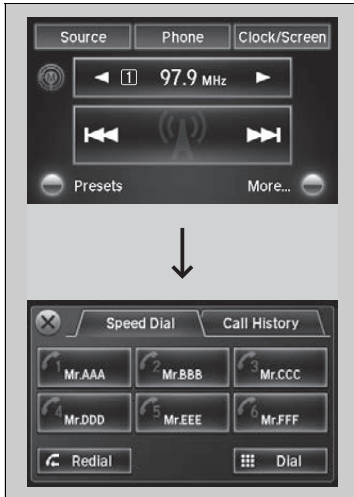 Source Phone Clock/Screen
1 97.9 MHz
Presets More...
Speed Dial Call History
1 Mr.AAA 2 Mr.BBB 3 Mr.CCC
4 Mr.DDD 5 Mr.EEE 6 Mr.FFF
Redial Dial